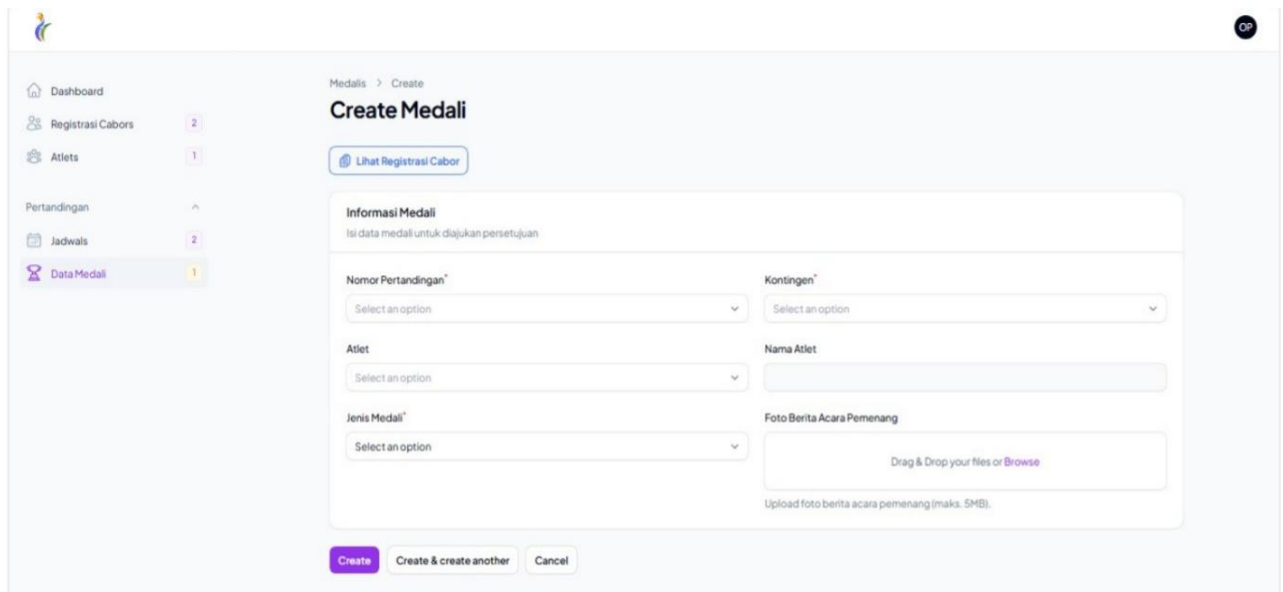 OP
Dashboard
Registrasi Cabors 2
Atlets 1
Pertandingan
Jadwals 2
Data Medali 1
Medalis > Create
Create Medali
Lihat Registrasi Cabor
Informasi Medali
Isi data medali untuk diajukan persetujuan
Nomor Pertandingan* Kontingen*
Select an option Select an option
Atlet Nama Atlet
Select an option
Jenis Medali* Foto Berita Acara Pemenang
Select an option
Drag & Drop your files or Browse
Upload foto berita acara pemenang (maks. 5MB).
Create Create & create another Cancel